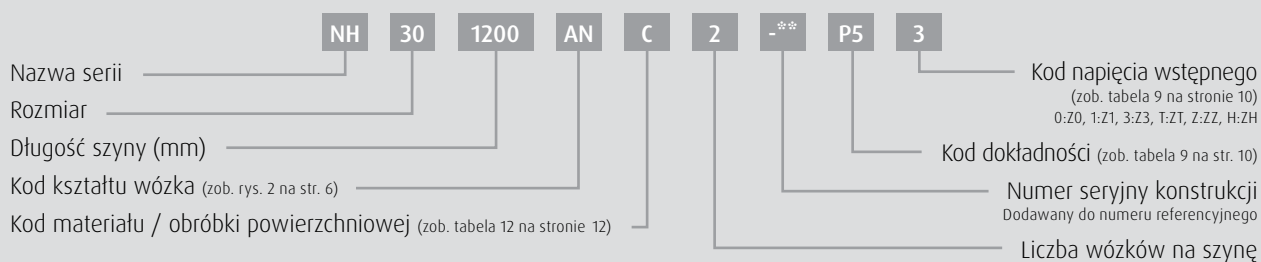 NH 30 1200 AN C 2 -** P5 3
Nazwa serii
Rozmiar
Długość szyny (mm)
Kod kształtu wózka (zob. rys. 2 na str. 6)
Kod materiału / obróbki powierzchniowej (zob. tabela 12 na stronie 12)
Kod napięcia wstępnego
(zob. tabela 9 na stronie 10)
0:Z0, 1:Z1, 3:Z3, T:ZT, Z:ZZ, H:ZH
Kod dokładności (zob. tabela 9 na str. 10)
Numer seryjny konstrukcji
Dodawany do numeru referencyjnego
Liczba wózków na szynę